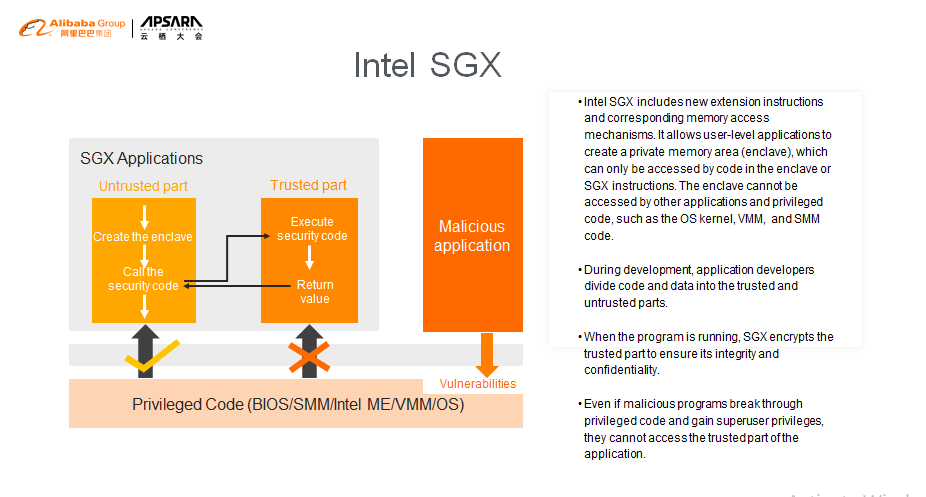 Alibaba Group
阿里巴巴集团
APSARA
APSARA CONFERENCE
云栖大会
Intel SGX
SGX Applications
Untrusted part
Create the enclave
Call the
security code
Trusted part
Execute
security code
Return
value
Malicious
application
Vulnerabilities
Privileged Code (BIOS/SMM/Intel ME/VMM/OS)
• Intel SGX includes new extension instructions
and corresponding memory access
mechanisms. It allows user-level applications to
create a private memory area (enclave), which
can only be accessed by code in the enclave or
SGX instructions. The enclave cannot be
accessed by other applications and privileged
code, such as the OS kernel, VMM, and SMM
code.
• During development, application developers
divide code and data into the trusted and
untrusted parts.
• When the program is running, SGX encrypts the
trusted part to ensure its integrity and
confidentiality.
• Even if malicious programs break through
privileged code and gain superuser privileges,
they cannot access the trusted part of the
application.